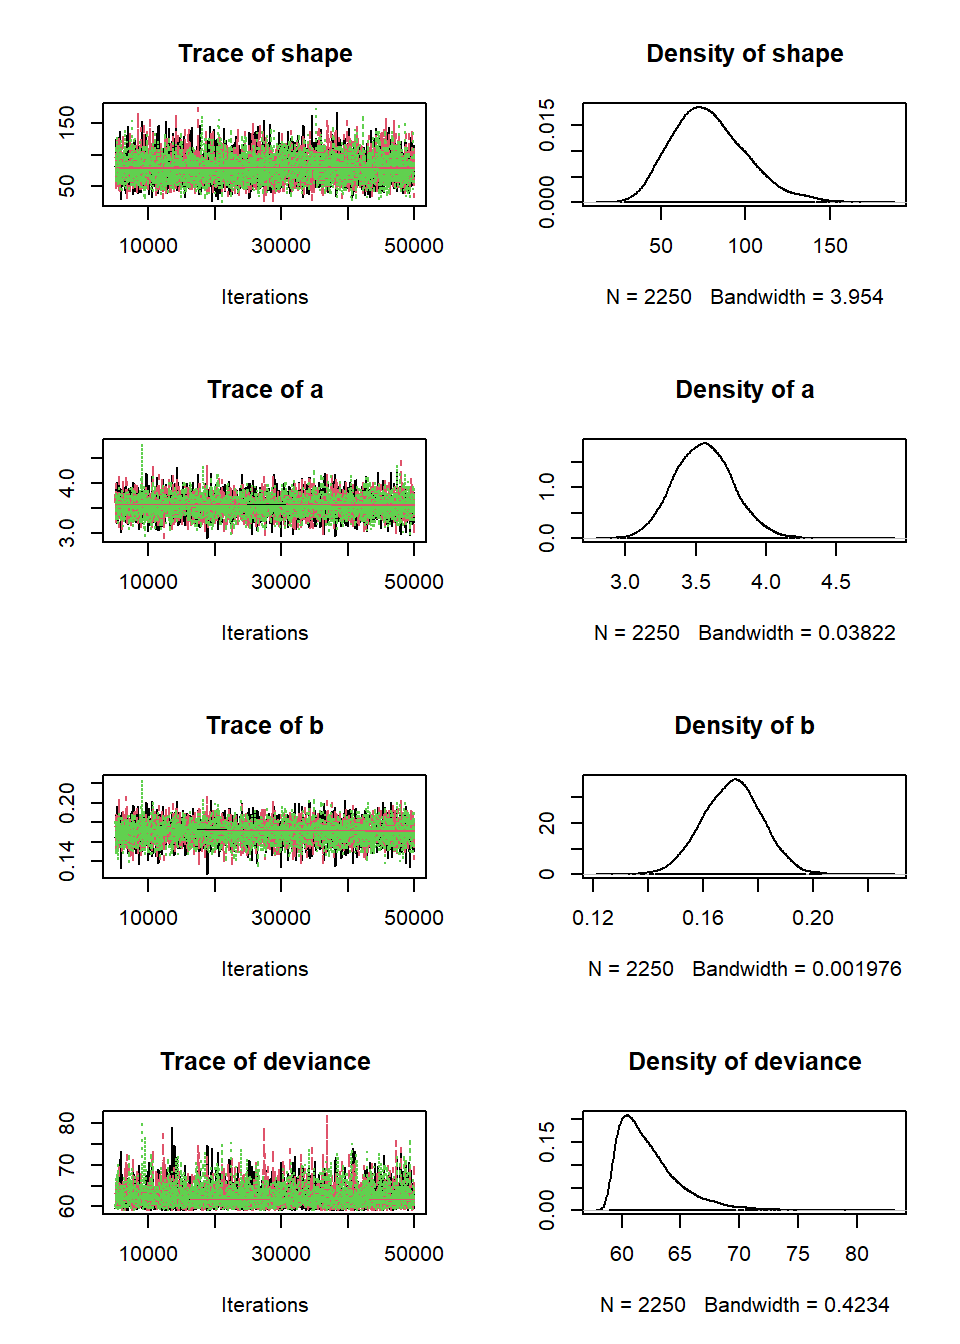 Trace of shape
50 150
10000 30000 50000
Iterations
Density of shape
0.000 0.015
50 100 150
N = 2250 Bandwidth = 3.954
Trace of a
3.0 4.0
10000 30000 50000
Iterations
Density of a
0.0 1.0
3.0 3.5 4.0 4.5
N = 2250 Bandwidth = 0.03822
Trace of b
0.14 0.20
10000 30000 50000
Iterations
Density of b
0 20
0.12 0.16 0.20
N = 2250 Bandwidth = 0.001976
Trace of deviance
60 70 80
10000 30000 50000
Iterations
Density of deviance
0.00 0.15
60 65 70 75 80
N = 2250 Bandwidth = 0.4234